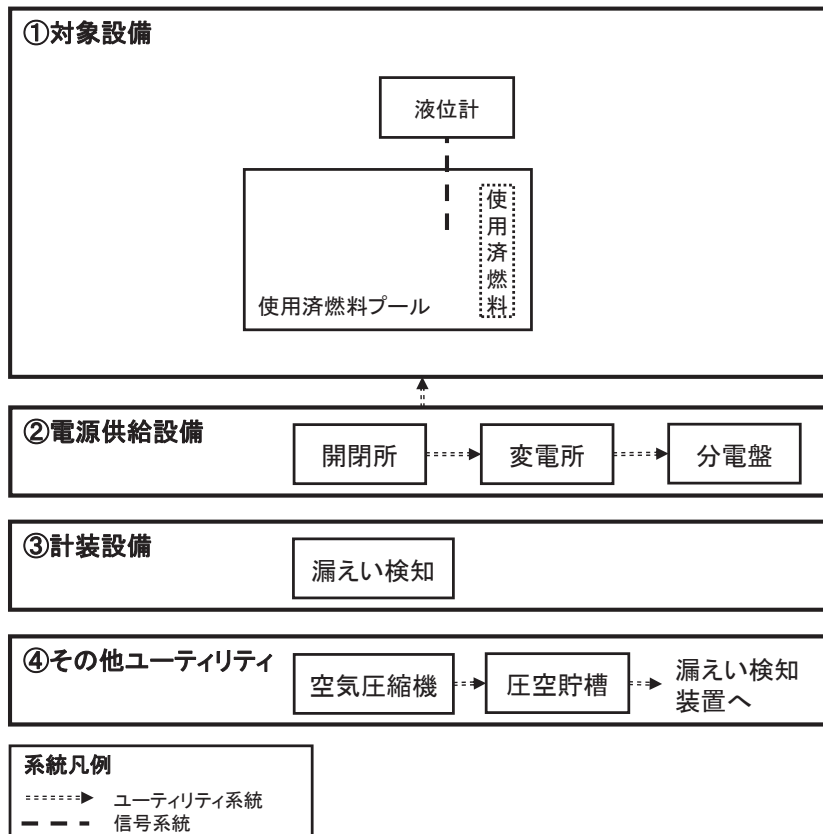 ①対象設備
液位計
使用済燃料
使用済燃料プール
②電源供給設備
開閉所
変電所
分電盤
③計装設備
漏えい検知
④その他ユーティリティ
空気圧縮機
圧空貯槽
漏えい検知
装置へ
系統凡例
ユーティリティ系統
信号系統